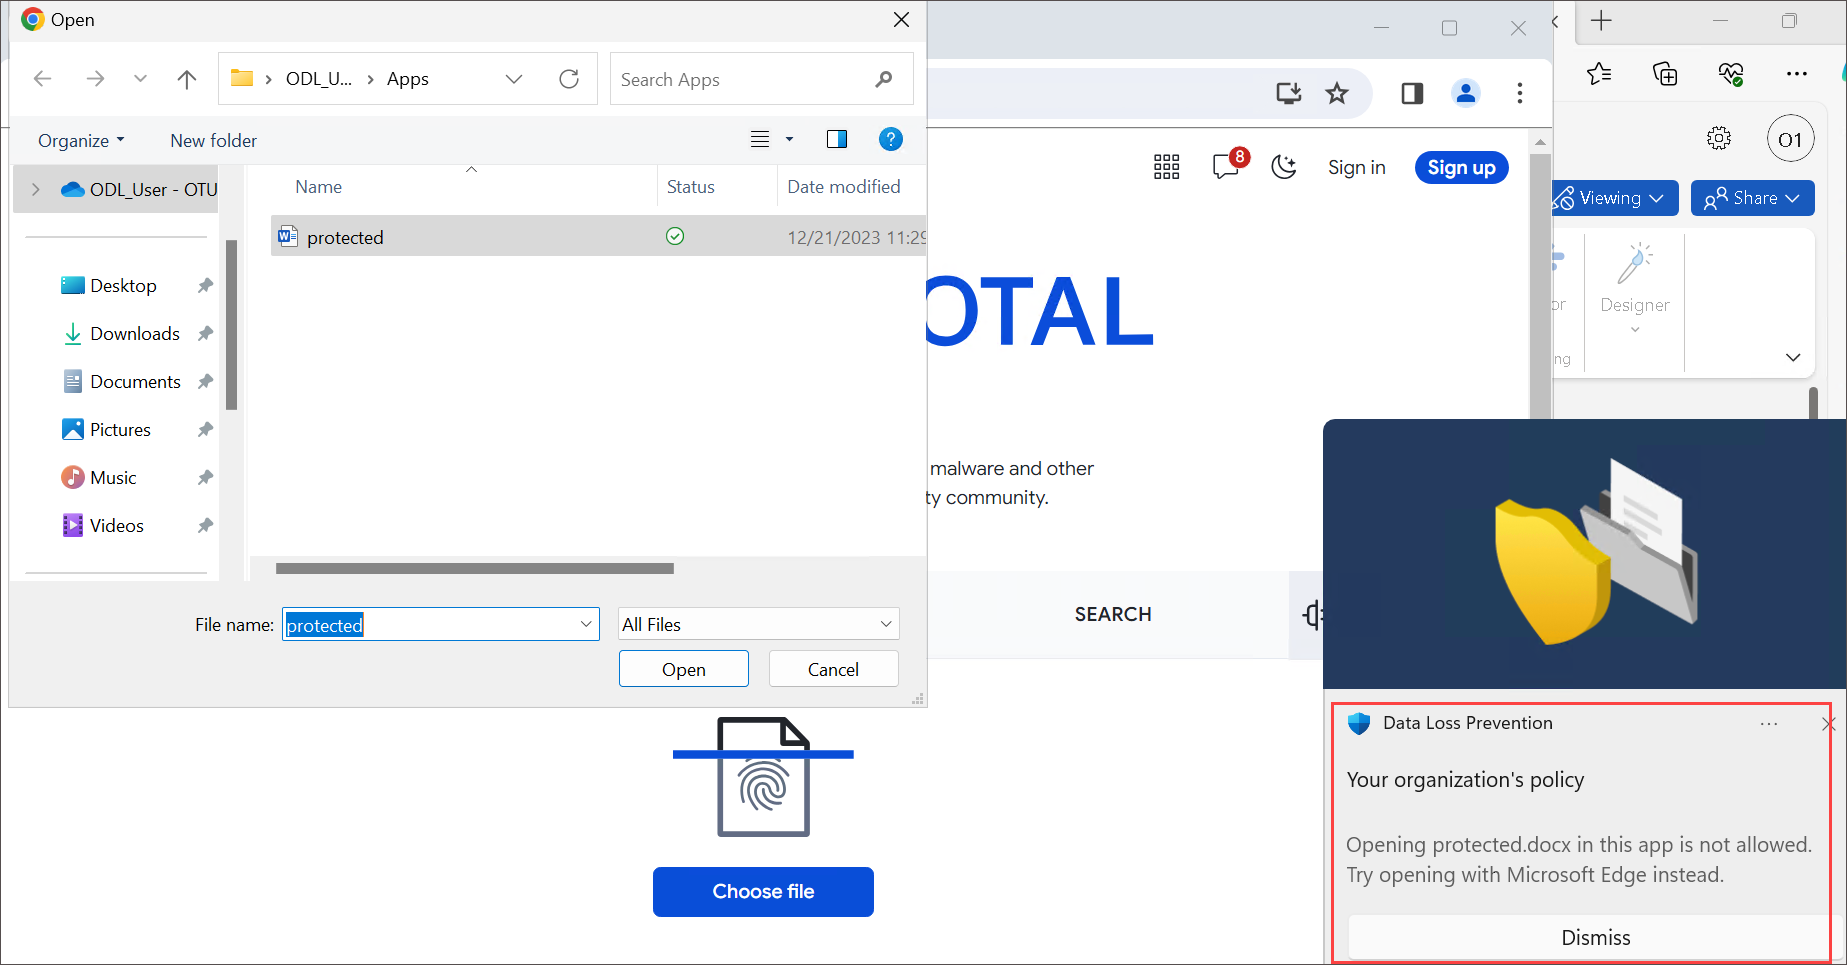 Open
ODL_U... > Apps
Search Apps
Organize
New folder
ODL_User - OTU
Name
Status
Date modified
protected
12/21/2023 11:29
Desktop
Downloads
Documents
Pictures
Music
Videos
File name:
protected
All Files
Open
Cancel
8
Sign in
Sign up
OTAL
malware and other
ty community.
SEARCH
Choose file
O1
Viewing
Share
or
Designer
ng
Data Loss Prevention
Your organization's policy
Opening protected.docx in this app is not allowed.
Try opening with Microsoft Edge instead.
Dismiss